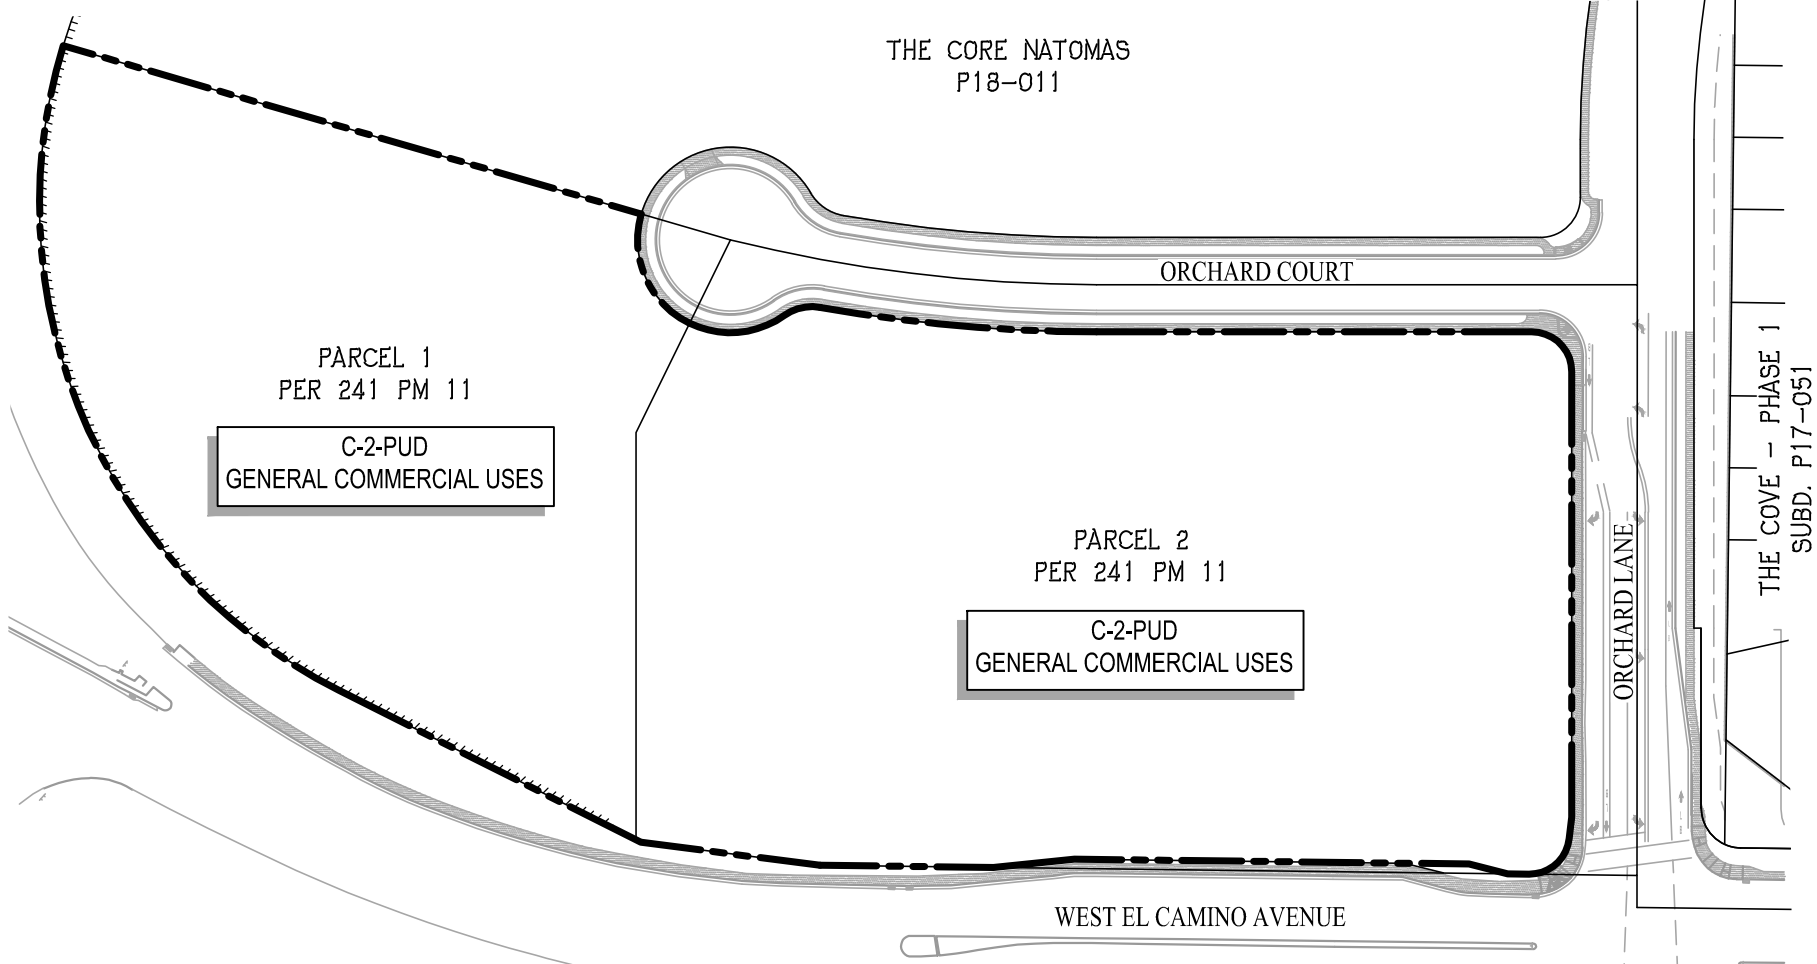 THE CORE NATOMAS
P18-011
ORCHARD COURT
PARCEL 1
PER 241 PM 11
C-2-PUD
GENERAL COMMERCIAL USES
PARCEL 2
PER 241 PM 11
C-2-PUD
GENERAL COMMERCIAL USES
ORCHARD LANE
THE COVE - PHASE 1
SUBD. P17-051
WEST EL CAMINO AVENUE